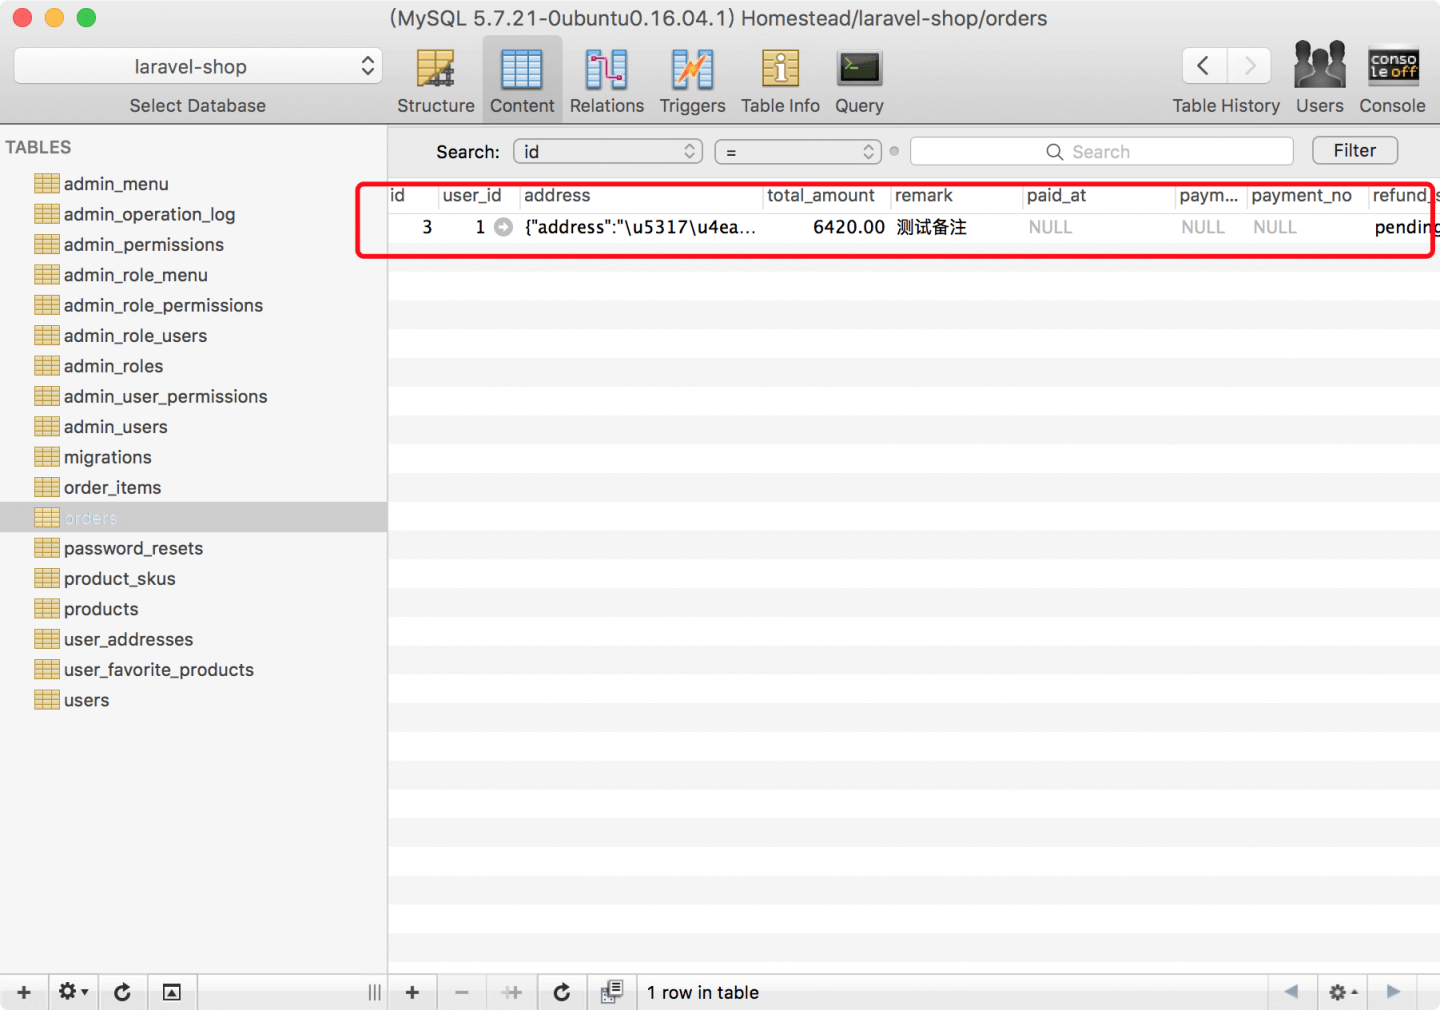 (MySQL 5.7.21-0ubuntu0.16.04.1) Homestead/laravel-shop/orders
laravel-shop
Select Database
Structure
Content
Relations
Triggers
Table Info
Query
Table History
Users
conso
le off
Console
TABLES
admin_menu
admin_operation_log
admin_permissions
admin_role_menu
admin_role_permissions
admin_role_users
admin_roles
admin_user_permissions
admin_users
migrations
order_items
orders
password_resets
product_skus
products
user_addresses
user_favorite_products
users
Search: id = Search Filter
id user_id address total_amount remark paid_at paym... payment_no refund_s
3 1 {"address":"\u5317\u4ea... 6420.00 测试备注 NULL NULL NULL pending
1 row in table